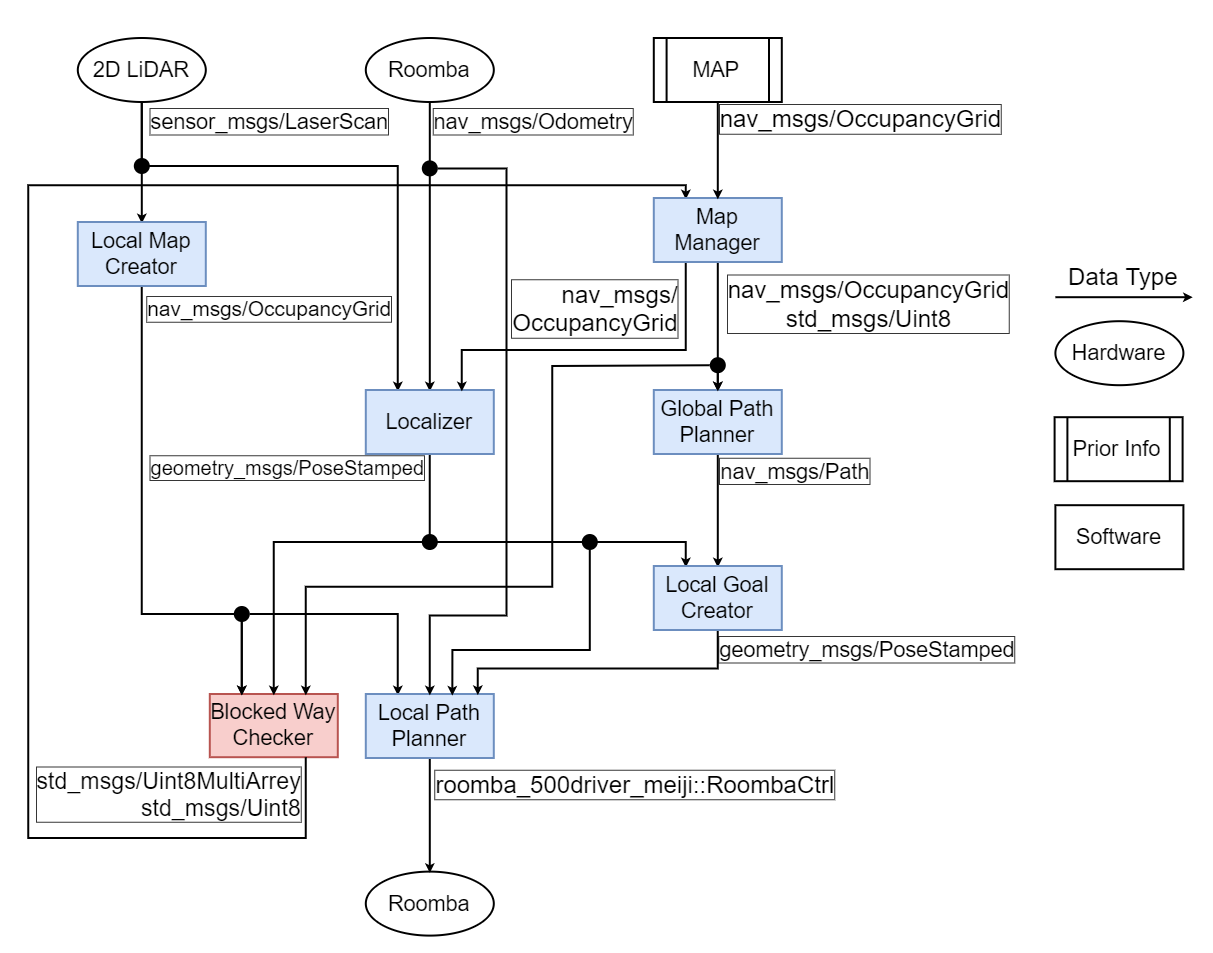 2D LiDAR
Roomba
MAP
sensor_msgs/LaserScan
nav_msgs/Odometry
nav_msgs/OccupancyGrid
Map
Manager
Local Map
Creator
Data Type
nav_msgs/OccupancyGrid
nav_msgs/
OccupancyGrid
nav_msgs/OccupancyGrid
std_msgs/Uint8
Hardware
Localizer
Global Path
Planner
Prior Info
geometry_msgs/PoseStamped
nav_msgs/Path
Software
Local Goal
Creator
geometry_msgs/PoseStamped
Blocked Way
Checker
Local Path
Planner
std_msgs/Uint8MultiArrey
std_msgs/Uint8
roomba_500driver_meiji::RoombaCtrl
Roomba